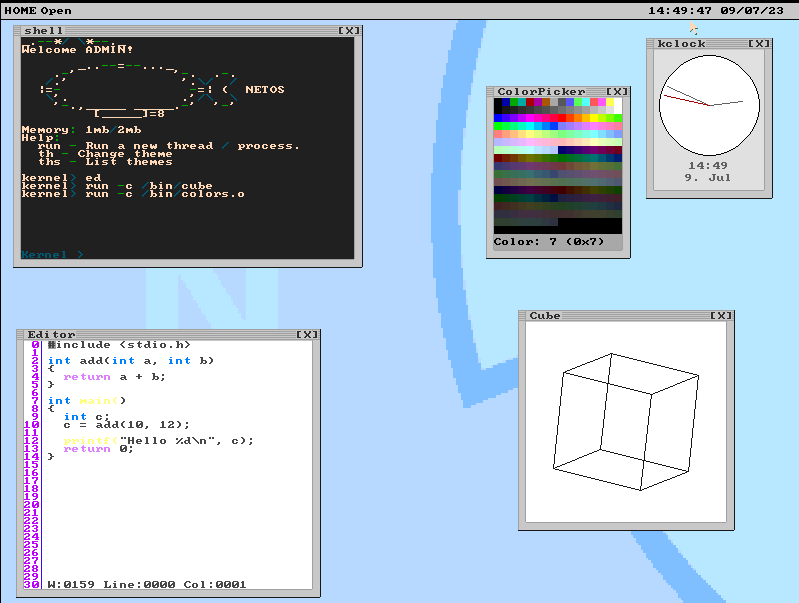 HOME Open 14:49:47 09/07/23
shell [X]
Welcome ADMIN!
NETOS
[______]=8
Memory: 1mb/2mb
Help:
run - Run a new thread / process.
th - Change theme
ths - List themes
kernel> ed
kernel> run -c /bin/cube
kernel> run -c /bin/colors.o
Kernel >
ColorPicker [X]
Color: 7 (0x7)
kclock [X]
14:49
9. Jul
Editor [X]
0 #include <stdio.h>
1
2 int add(int a, int b)
3 {
4 return a + b;
5 }
6
7 int main()
8 {
9 int c;
10 c = add(10, 12);
11
12 printf("Hello %d\n", c);
13 return 0;
14 }
15
16
17
18
19
20
21
22
23
24
25
26
27
28
29
30 W:0159 Line:0000 Col:0001
Cube [X]
N